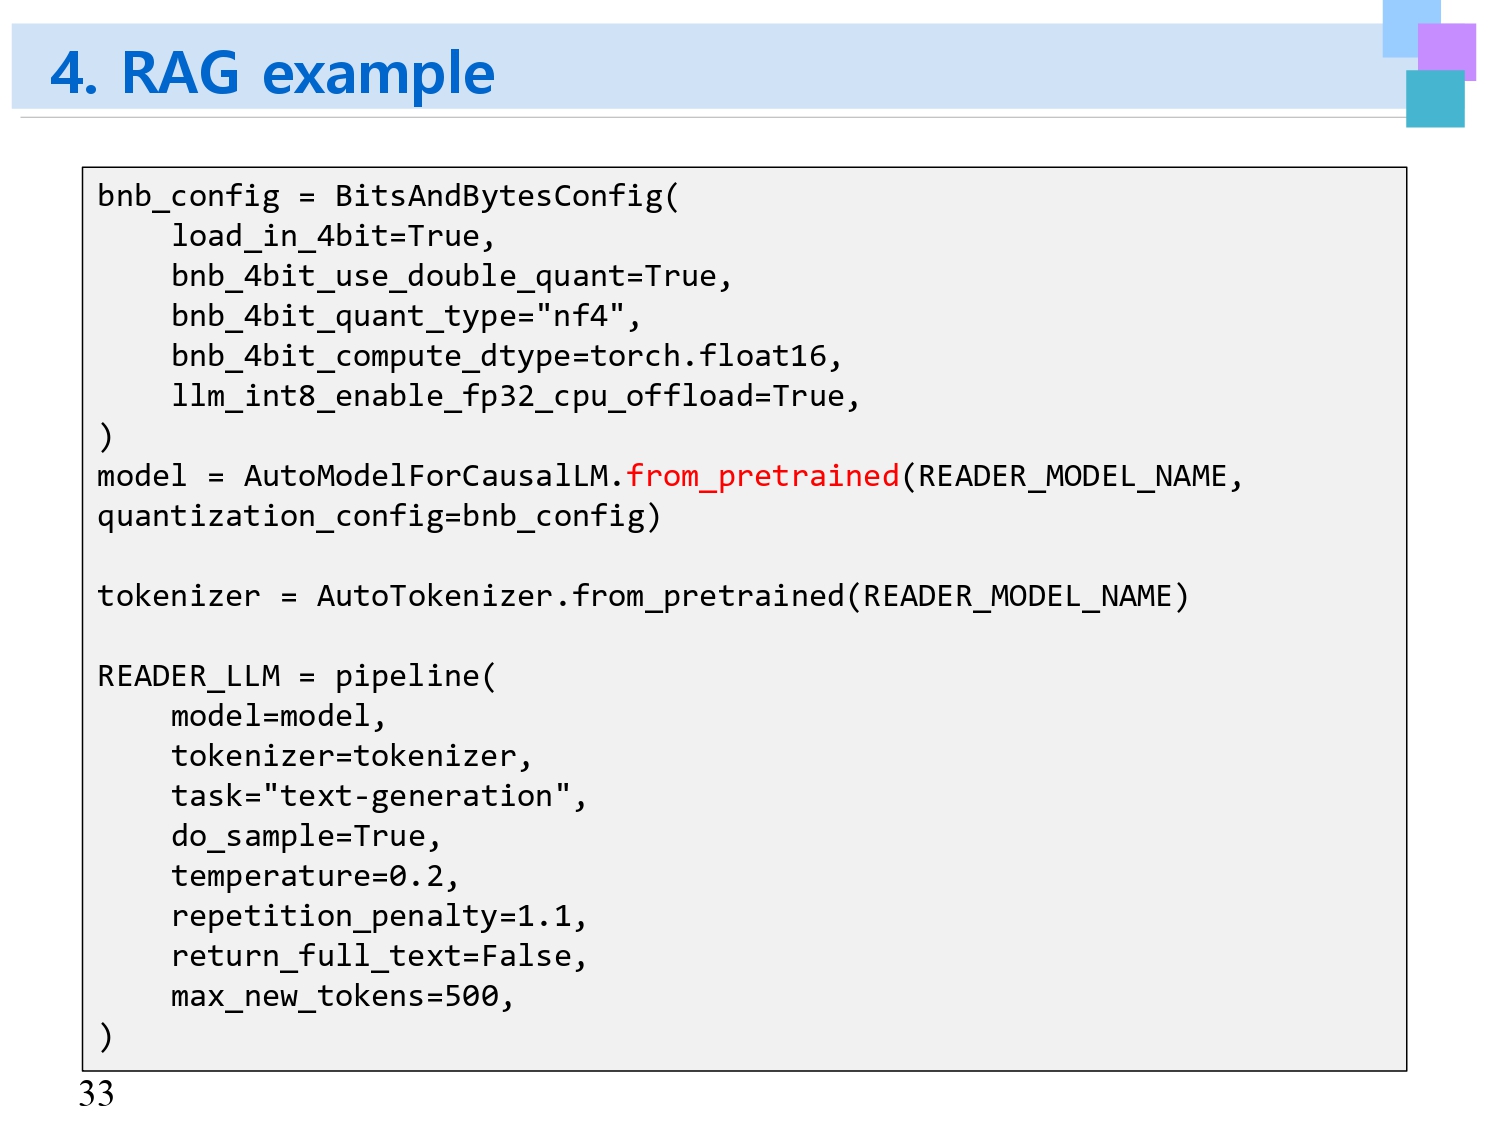 4. RAG example
bnb_config = BitsAndBytesConfig(
    load_in_4bit=True,
    bnb_4bit_use_double_quant=True,
    bnb_4bit_quant_type="nf4",
    bnb_4bit_compute_dtype=torch.float16,
    llm_int8_enable_fp32_cpu_offload=True,
)
model = AutoModelForCausalLM.from_pretrained(READER_MODEL_NAME,
quantization_config=bnb_config)

tokenizer = AutoTokenizer.from_pretrained(READER_MODEL_NAME)

READER_LLM = pipeline(
    model=model,
    tokenizer=tokenizer,
    task="text-generation",
    do_sample=True,
    temperature=0.2,
    repetition_penalty=1.1,
    return_full_text=False,
    max_new_tokens=500,
)
33